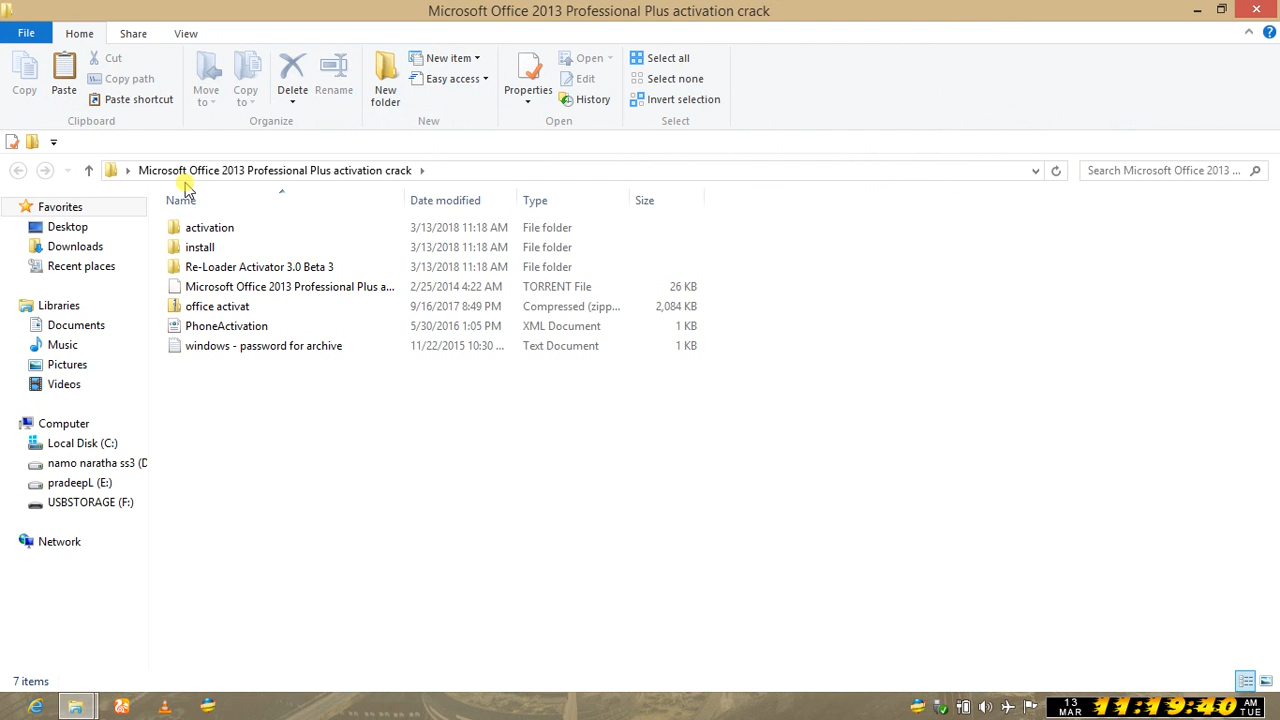 Microsoft Office 2013 Professional Plus activation crack
File Home Share View
Copy Paste Cut Copy path Paste shortcut Move to Copy to Delete Rename New folder New item Easy access Properties Open Edit History Select all Select none Invert selection
Clipboard Organize New Open Select
Microsoft Office 2013 Professional Plus activation crack Search Microsoft Office 2013 ...
Name Date modified Type Size
Favorites
Desktop
Downloads
Recent places
Libraries
Documents
Music
Pictures
Videos
Computer
Local Disk (C:)
namo naratha ss3 (D
pradeepL (E:)
USBSTORAGE (F:)
Network
activation 3/13/2018 11:18 AM File folder
install 3/13/2018 11:18 AM File folder
Re-Loader Activator 3.0 Beta 3 3/13/2018 11:18 AM File folder
Microsoft Office 2013 Professional Plus a... 2/25/2014 4:22 AM TORRENT File 26 KB
office activat 9/16/2017 8:49 PM Compressed (zipp... 2,084 KB
PhoneActivation 5/30/2016 1:05 PM XML Document 1 KB
windows - password for archive 11/22/2015 10:30 ... Text Document 1 KB
7 items
13 MAR 11:19:40 AM TUE